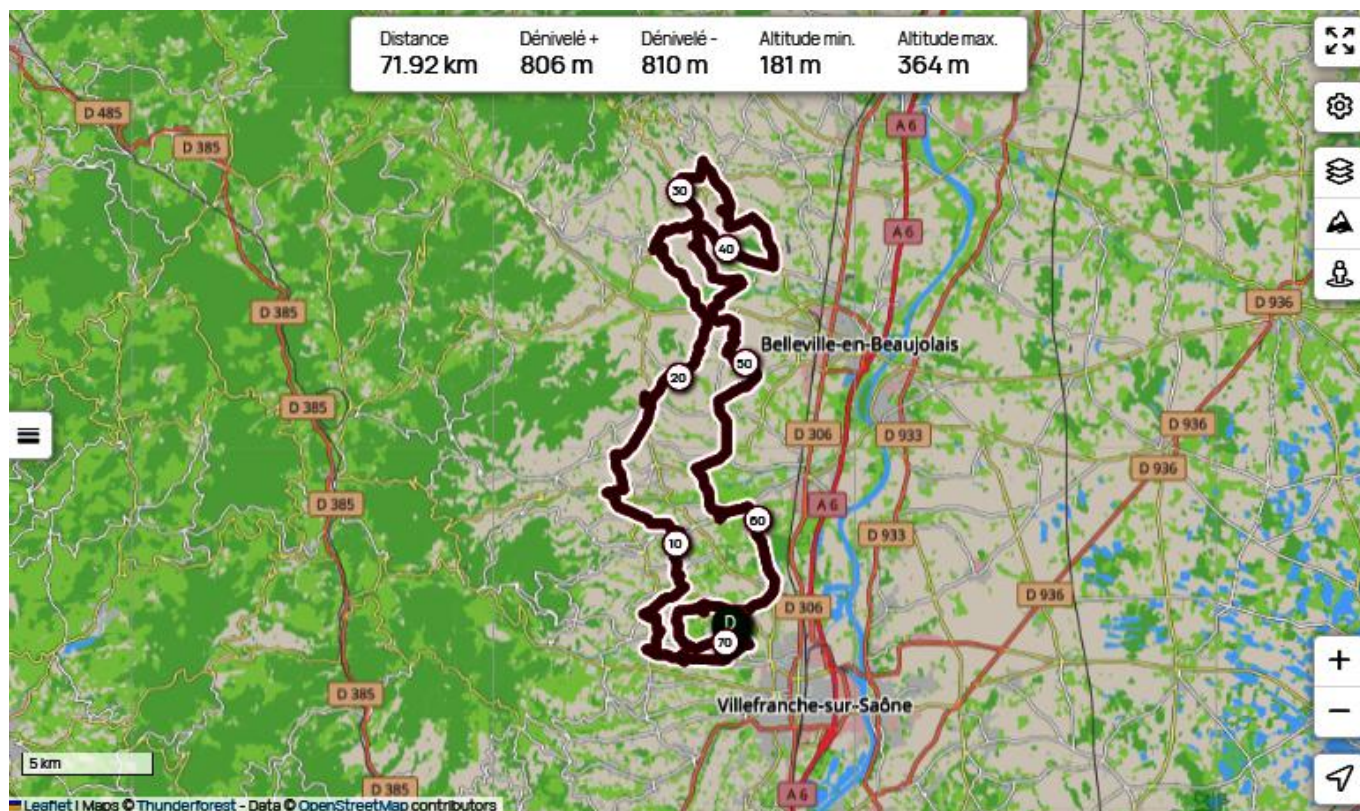 Distance Dénivelé + Dénivelé - Altitude min. Altitude max.
71.92 km 806 m 810 m 181 m 364 m
D 485
A 6
D 385
30
A 6
40
D 936
D 385
Belleville-en-Beaujolais
50
20
D 385
D 306
D 933
D 936
D 936
D 385
A 6
60
D 933
10
D 936
D 306
D
70
D 385
Villefranche-sur-Saône
5 km
D 385
A 6
Leaflet | Maps © Thunderforest - Data © OpenStreetMap contributors